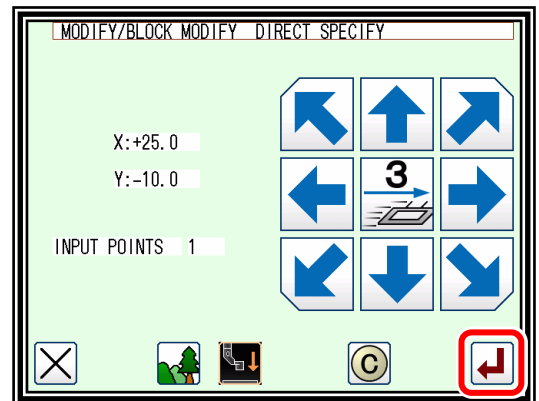 MODIFY/BLOCK MODIFY DIRECT SPECIFY
X:+25.0
3
Y:-10.0
INPUT POINTS 1
C